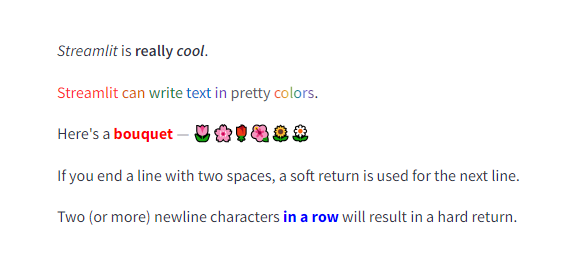 Streamlit is really cool.
Streamlit can write text in pretty colors.
Here's a bouquet — 🌷🌸🌹🌺🌻🌼
If you end a line with two spaces, a soft return is used for the next line.
Two (or more) newline characters in a row will result in a hard return.